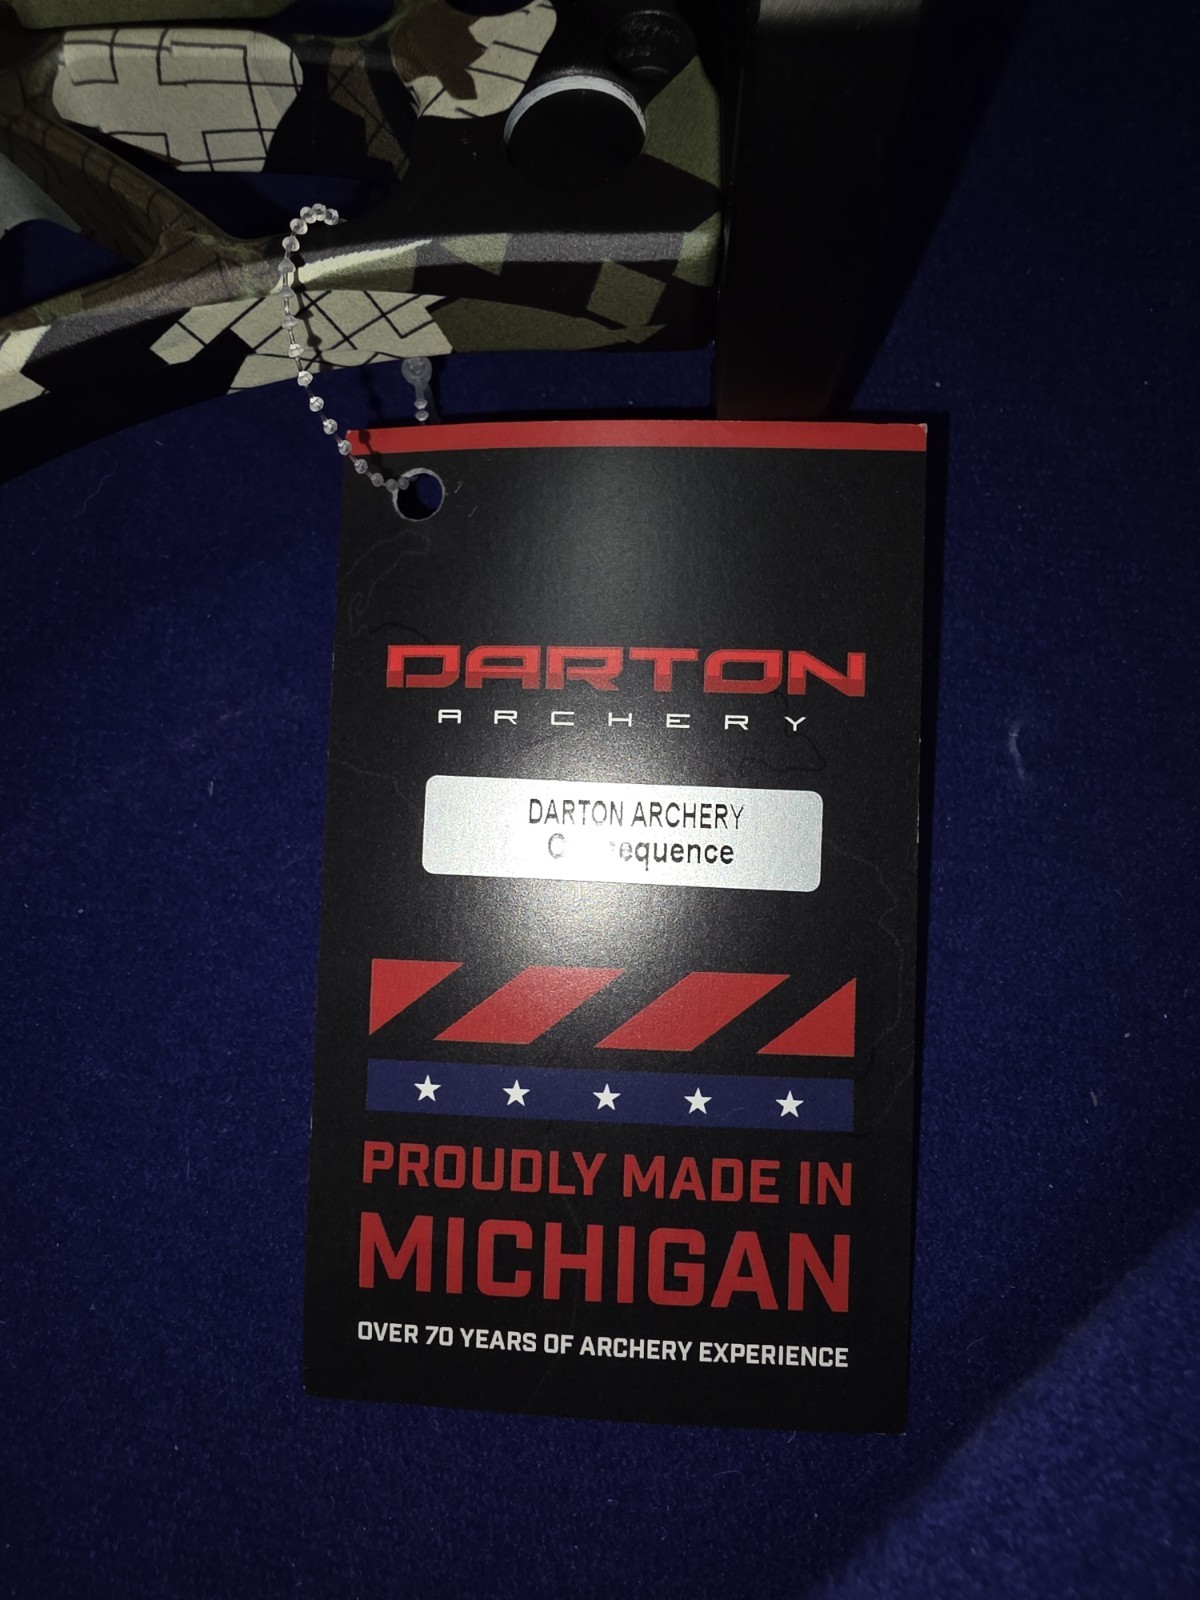 DARTON
ARCHERY
DARTON ARCHERY
PROUDLY MADE IN
MICHIGAN
OVER 70 YEARS OF ARCHERY EXPERIENCE